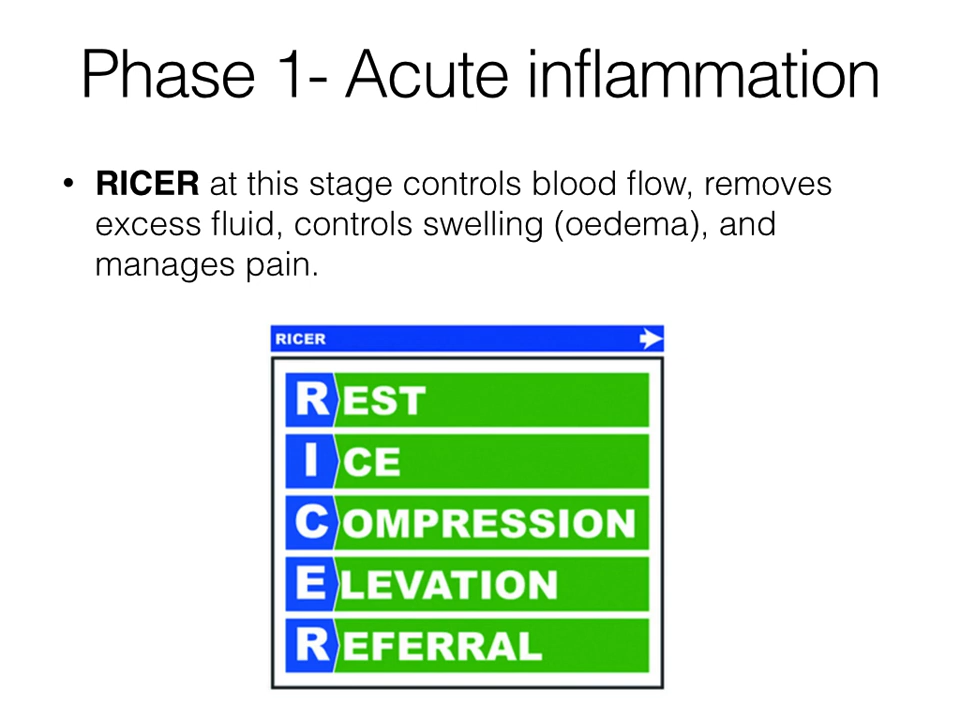 Phase 1- Acute inflammation
• RICER at this stage controls blood flow, removes
excess fluid, controls swelling (oedema), and
manages pain.
RICER
REST
ICE
COMPRESSION
ELEVATION
REFERRAL